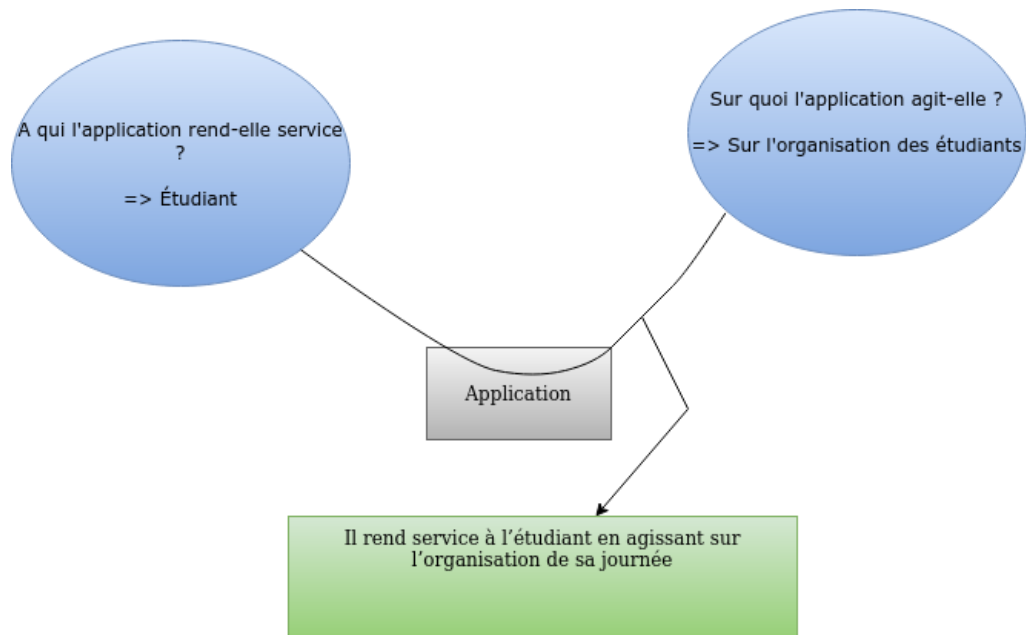 A qui l'application rend-elle service
?
=> Étudiant
Sur quoi l'application agit-elle ?
=> Sur l'organisation des étudiants
Application
Il rend service à l’étudiant en agissant sur
l’organisation de sa journée